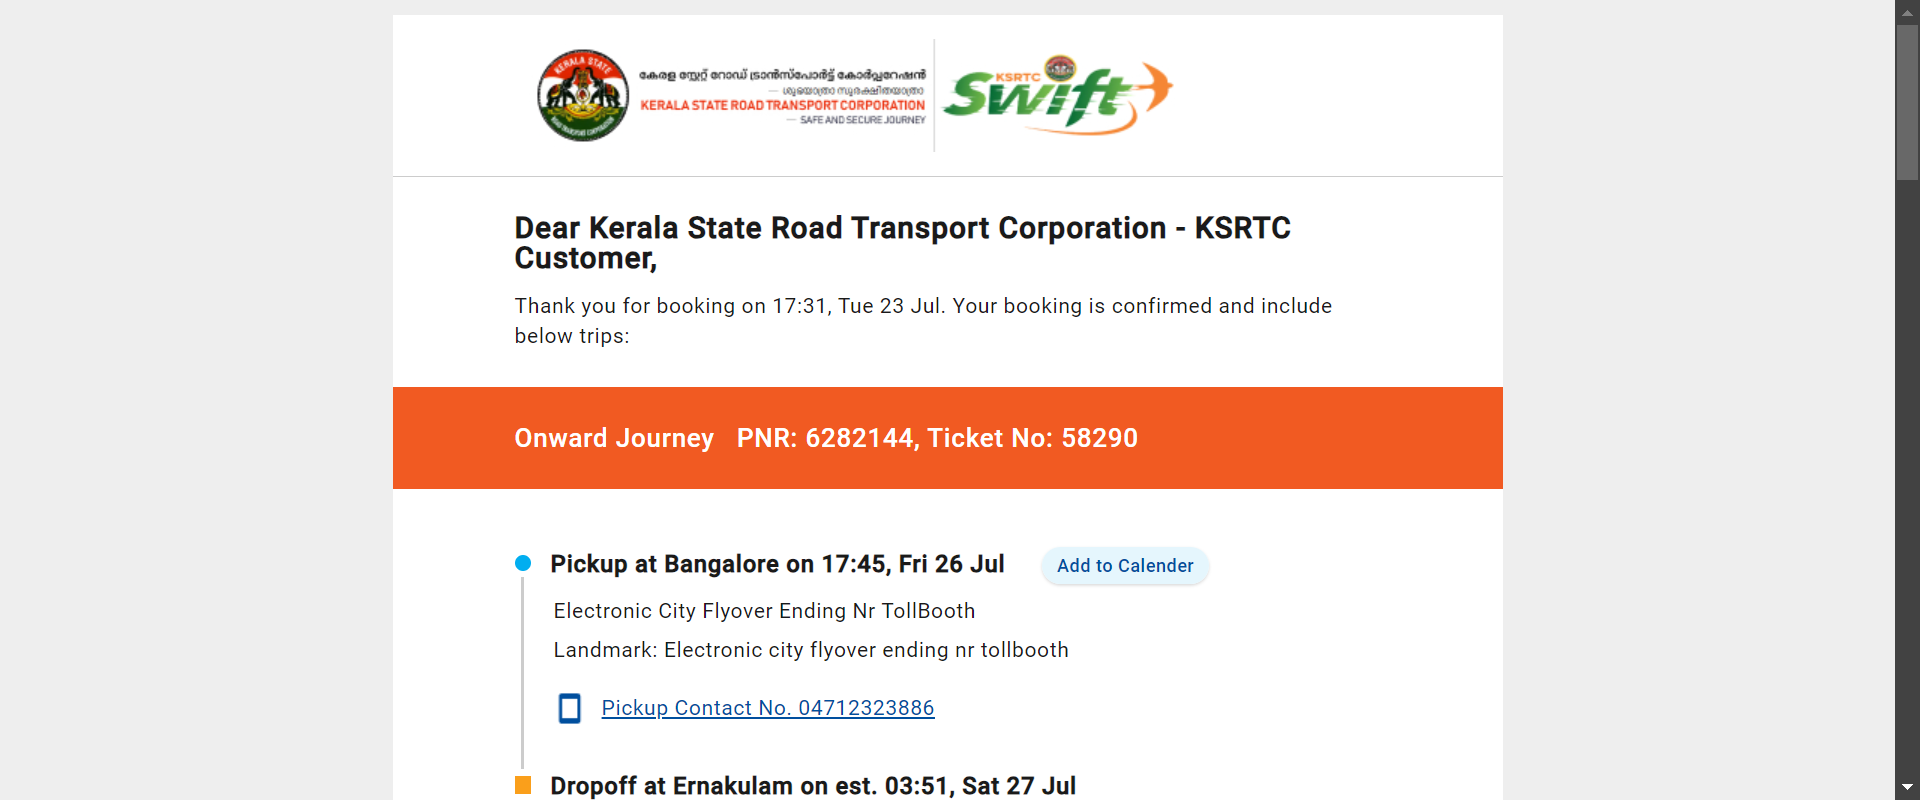 KERALA STATE
ROAD TRANSPORT CORPORATION
കേരള സ്റ്റേറ്റ് റോഡ് ട്രാൻസ്പോർട്ട് കോർപ്പറേഷൻ
— ശുഭയാത്ര സുരക്ഷിതയാത്ര
KERALA STATE ROAD TRANSPORT CORPORATION
— SAFE AND SECURE JOURNEY
KSRTC
Swift
Dear Kerala State Road Transport Corporation - KSRTC
Customer,
Thank you for booking on 17:31, Tue 23 Jul. Your booking is confirmed and include
below trips:
Onward Journey PNR: 6282144, Ticket No: 58290
Pickup at Bangalore on 17:45, Fri 26 Jul
Add to Calender
Electronic City Flyover Ending Nr TollBooth
Landmark: Electronic city flyover ending nr tollbooth
Pickup Contact No. 04712323886
Dropoff at Ernakulam on est. 03:51, Sat 27 Jul